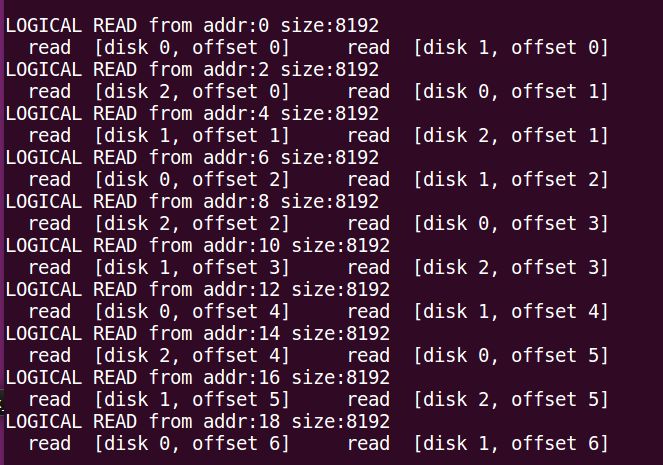 LOGICAL READ from addr:0 size:8192
  read  [disk 0, offset 0]     read  [disk 1, offset 0]
LOGICAL READ from addr:2 size:8192
  read  [disk 2, offset 0]     read  [disk 0, offset 1]
LOGICAL READ from addr:4 size:8192
  read  [disk 1, offset 1]     read  [disk 2, offset 1]
LOGICAL READ from addr:6 size:8192
  read  [disk 0, offset 2]     read  [disk 1, offset 2]
LOGICAL READ from addr:8 size:8192
  read  [disk 2, offset 2]     read  [disk 0, offset 3]
LOGICAL READ from addr:10 size:8192
  read  [disk 1, offset 3]     read  [disk 2, offset 3]
LOGICAL READ from addr:12 size:8192
  read  [disk 0, offset 4]     read  [disk 1, offset 4]
LOGICAL READ from addr:14 size:8192
  read  [disk 2, offset 4]     read  [disk 0, offset 5]
LOGICAL READ from addr:16 size:8192
  read  [disk 1, offset 5]     read  [disk 2, offset 5]
LOGICAL READ from addr:18 size:8192
  read  [disk 0, offset 6]     read  [disk 1, offset 6]